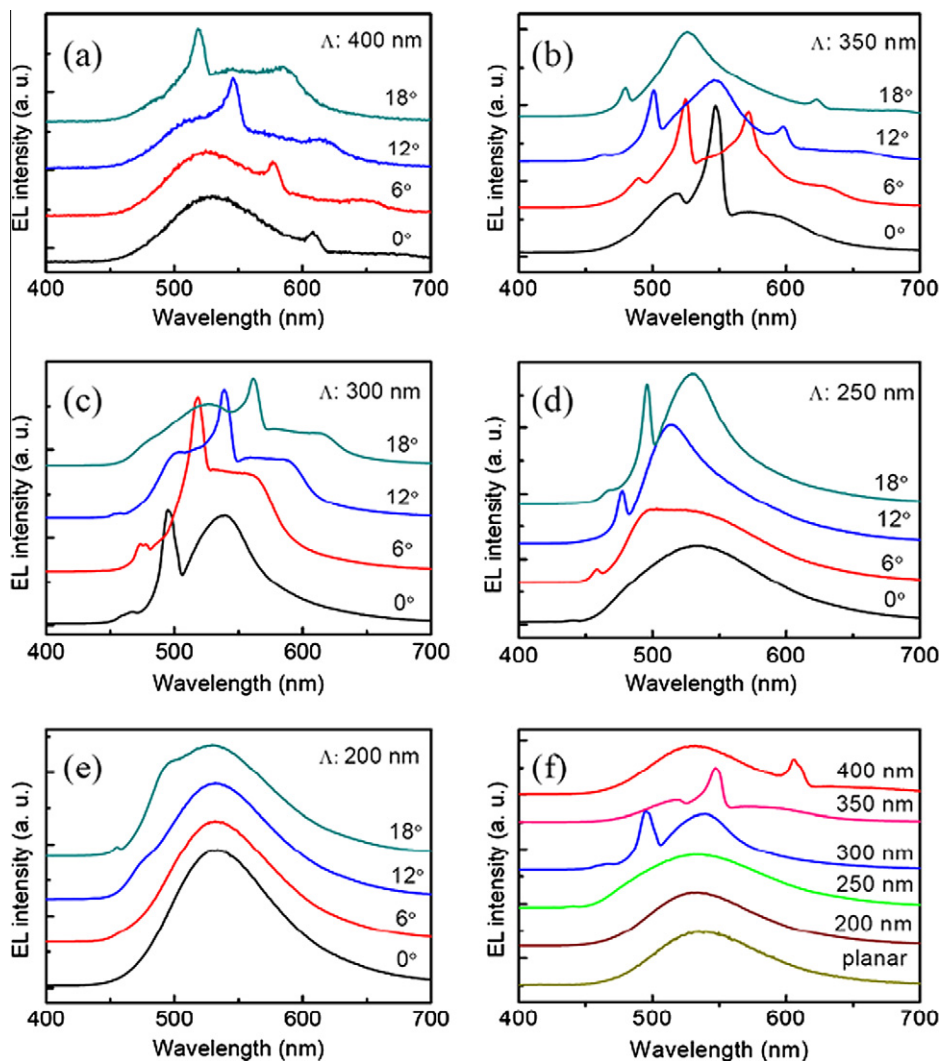 (a)
Λ: 400 nm
18°
12°
6°
0°
EL intensity (a. u.)
400 500 600 700
Wavelength (nm)
(b)
Λ: 350 nm
18°
12°
6°
0°
EL intensity (a. u.)
400 500 600 700
Wavelength (nm)
(c)
Λ: 300 nm
18°
12°
6°
0°
EL intensity (a. u.)
400 500 600 700
Wavelength (nm)
(d)
Λ: 250 nm
18°
12°
6°
0°
EL intensity (a. u.)
400 500 600 700
Wavelength (nm)
(e)
Λ: 200 nm
18°
12°
6°
0°
EL intensity (a. u.)
400 500 600 700
Wavelength (nm)
(f)
400 nm
350 nm
300 nm
250 nm
200 nm
planar
EL intensity (a. u.)
400 500 600 700
Wavelength (nm)